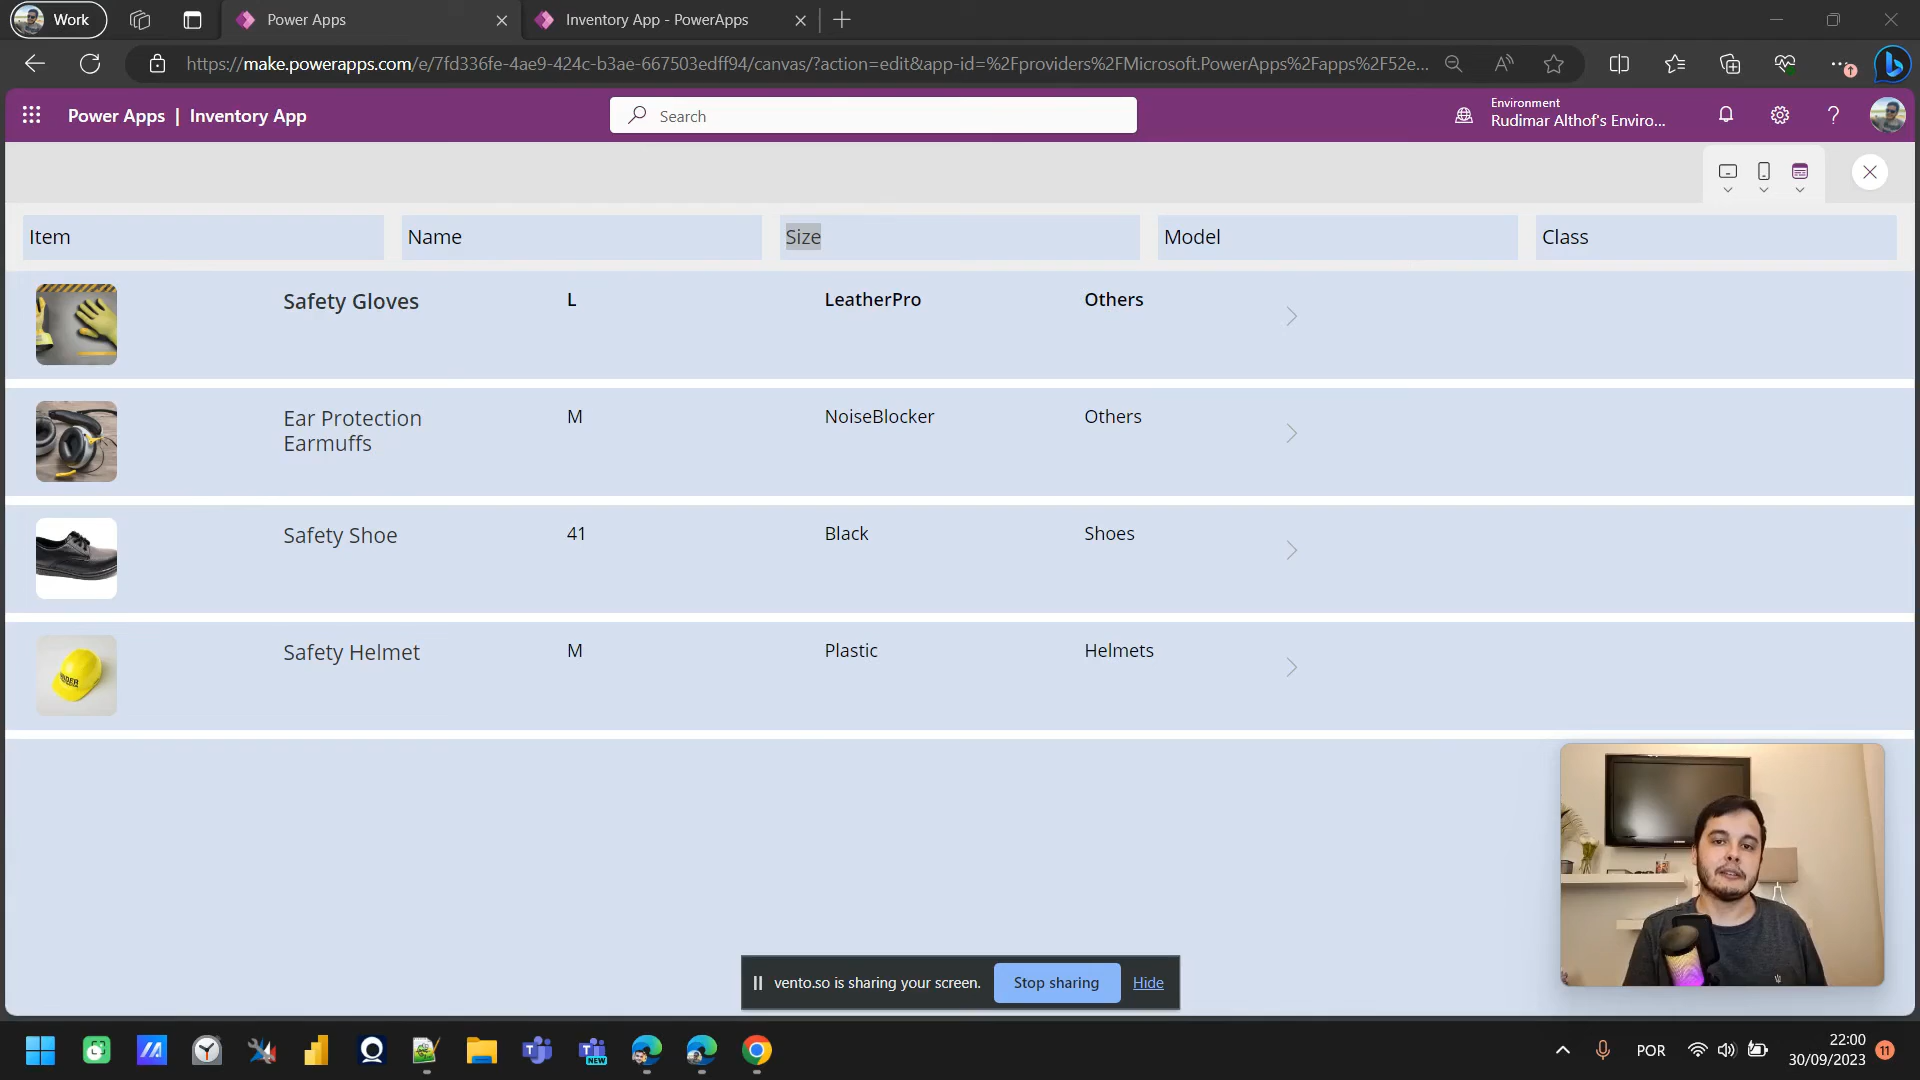 Work
Power Apps
Inventory App - PowerApps
https://make.powerapps.com/e/7fd336fe-4ae9-424c-b3ae-667503edff94/canvas/?action=edit&app-id=%2Fproviders%2FMicrosoft.PowerApps%2Fapps%2F52e...
Power Apps | Inventory App
Search
Environment
Rudimar Althof's Enviro...
Item Name Size Model Class
Safety Gloves L LeatherPro Others
Ear Protection Earmuffs M NoiseBlocker Others
Safety Shoe 41 Black Shoes
Safety Helmet M Plastic Helmets
vento.so is sharing your screen. Stop sharing Hide
NEW
POR
22:00
30/09/2023
11